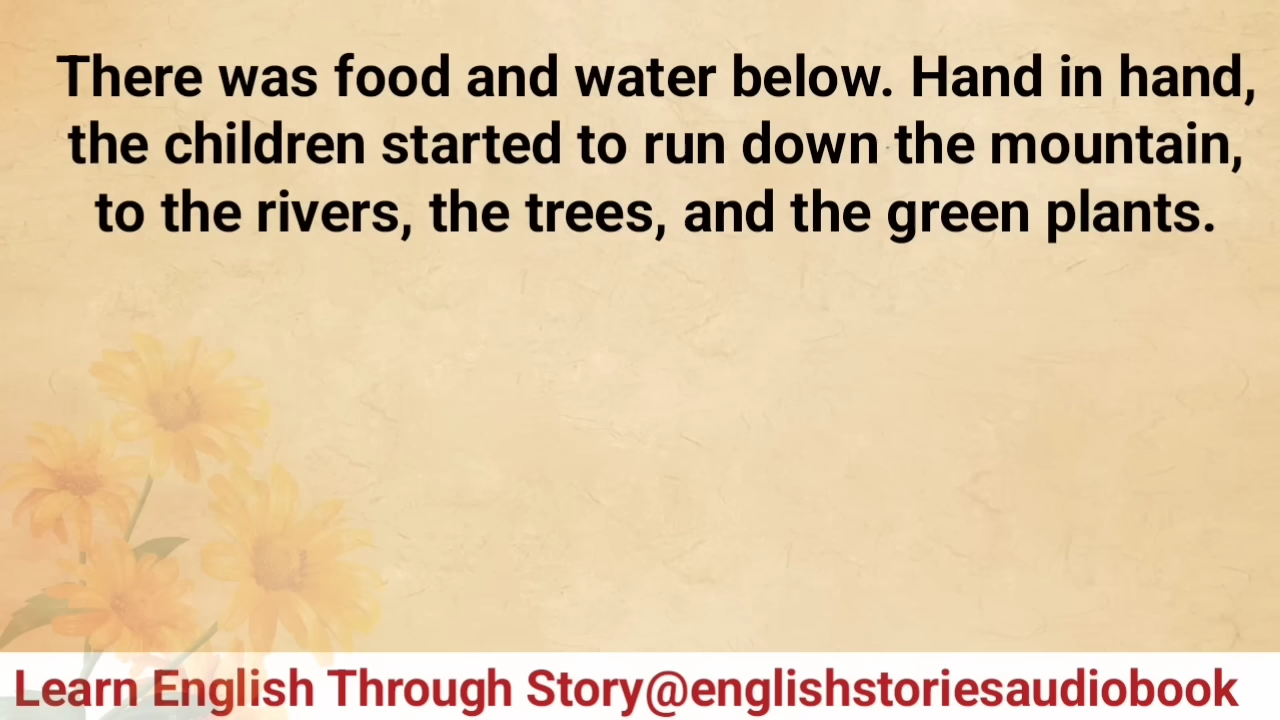 There was food and water below. Hand in hand,
the children started to run down the mountain,
to the rivers, the trees, and the green plants.
Learn English Through Story@englishstoriesaudiobook